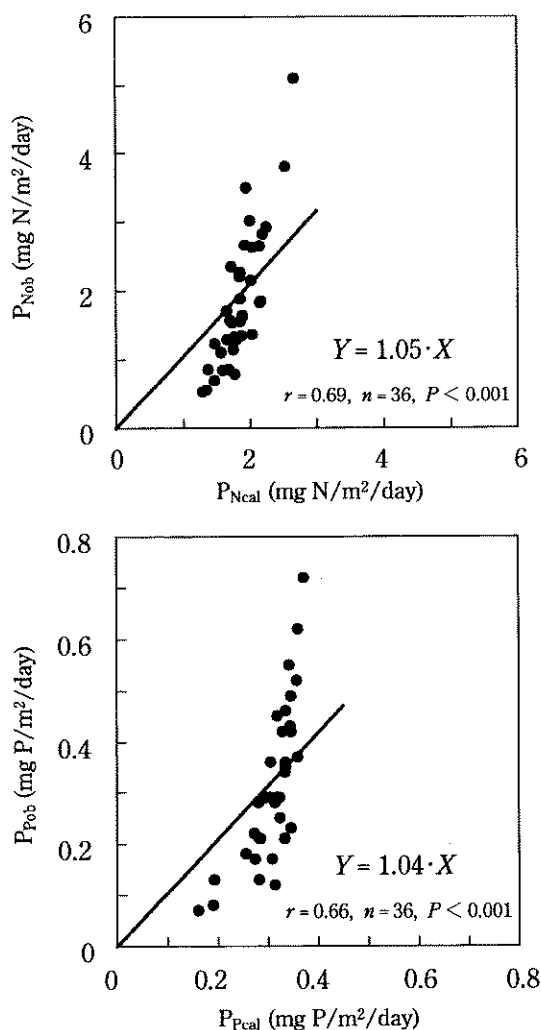 6
4
2
0
P_Nob (mg N/m²/day)
Y = 1.05·X
r = 0.69, n = 36, P < 0.001
0 2 4 6
P_Ncal (mg N/m²/day)
0.8
0.6
0.4
0.2
0
P_Pob (mg P/m²/day)
Y = 1.04·X
r = 0.66, n = 36, P < 0.001
0 0.2 0.4 0.6 0.8
P_Pcal (mg P/m²/day)